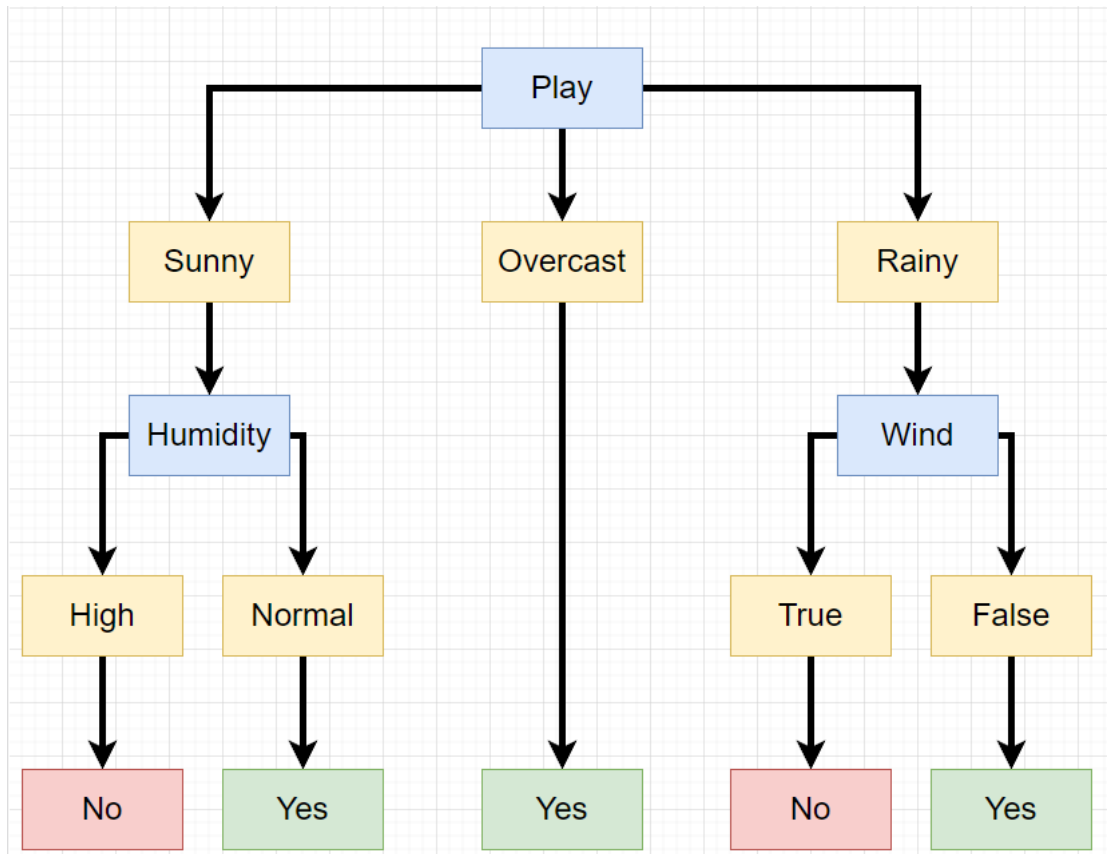 Play
Sunny
Overcast
Rainy
Humidity
Wind
High
Normal
True
False
No
Yes
Yes
No
Yes